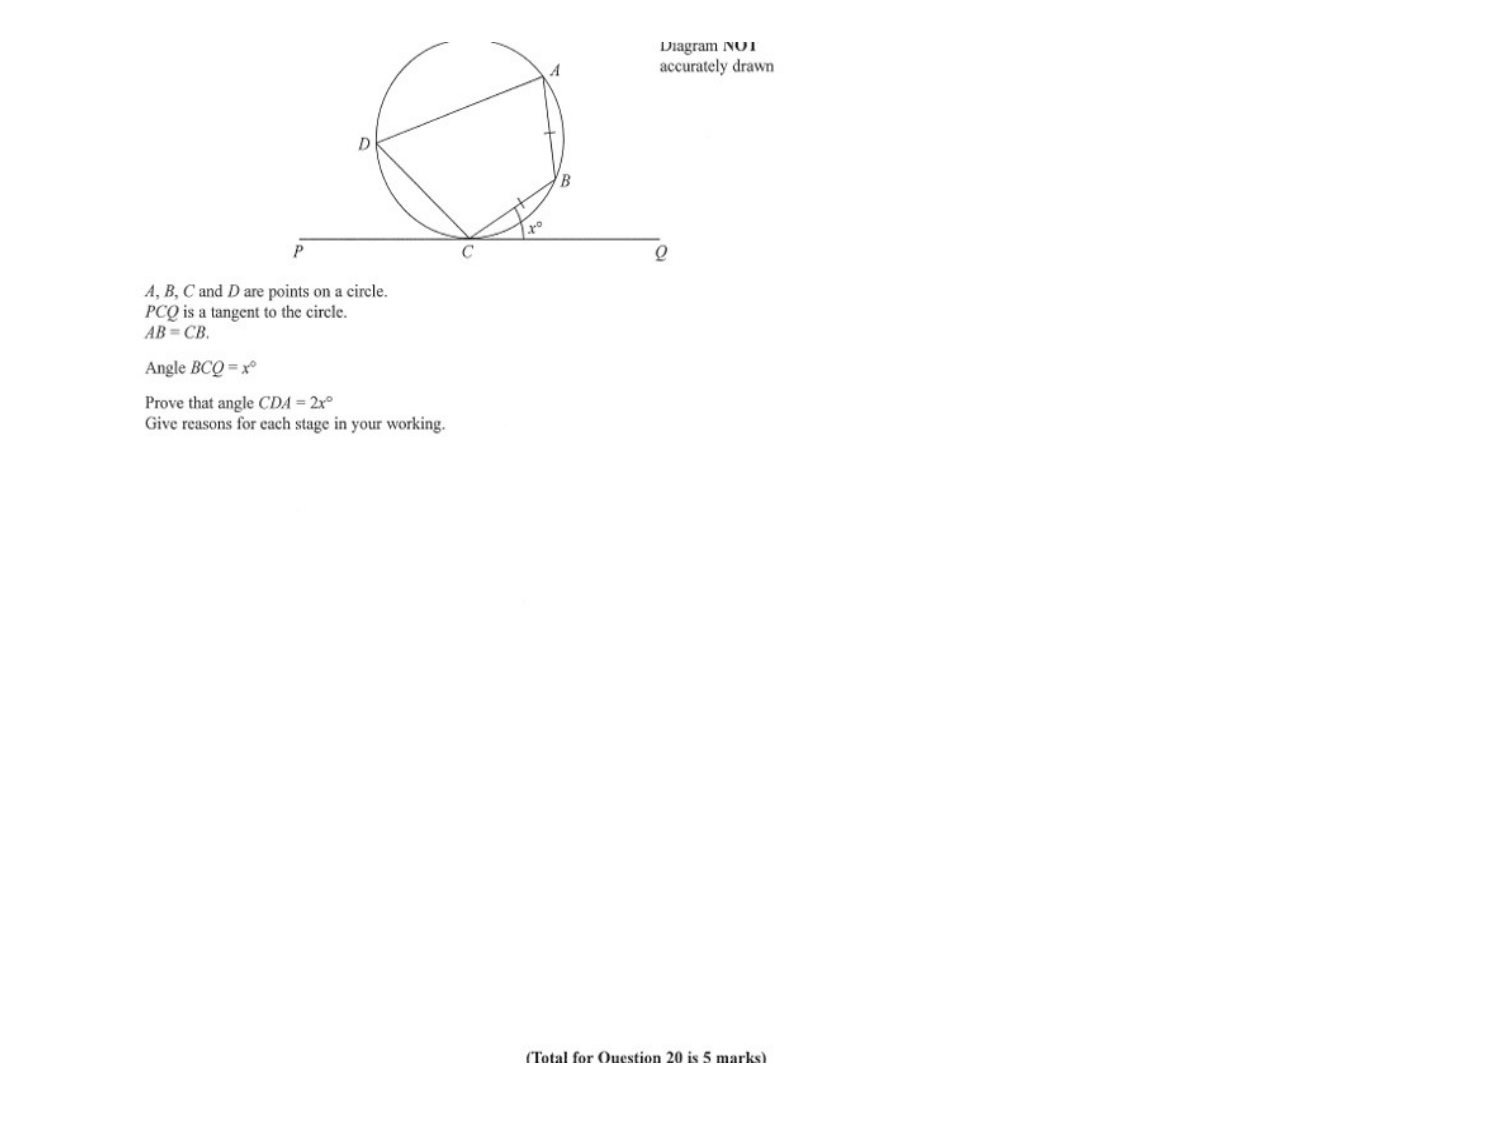 Diagram NOT
accurately drawn
A
D
B
x°
P
C
Q
A, B, C and D are points on a circle.
PCQ is a tangent to the circle.
AB = CB.
Angle BCQ = x°
Prove that angle CDA = 2x°
Give reasons for each stage in your working.
(Total for Question 20 is 5 marks)